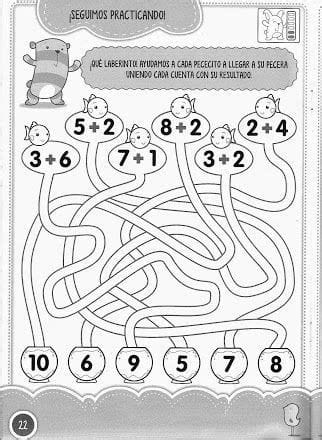 ¡SEGUIMOS PRACTICANDO!
¡QUÉ LABERINTO! AYUDAMOS A CADA PECECITO A LLEGAR A SU PECERA
UNIENDO CADA CUENTA CON SU RESULTADO.
5+2 8+2 2+4
3+6 7+1 3+2
10 6 9 5 7 8
22